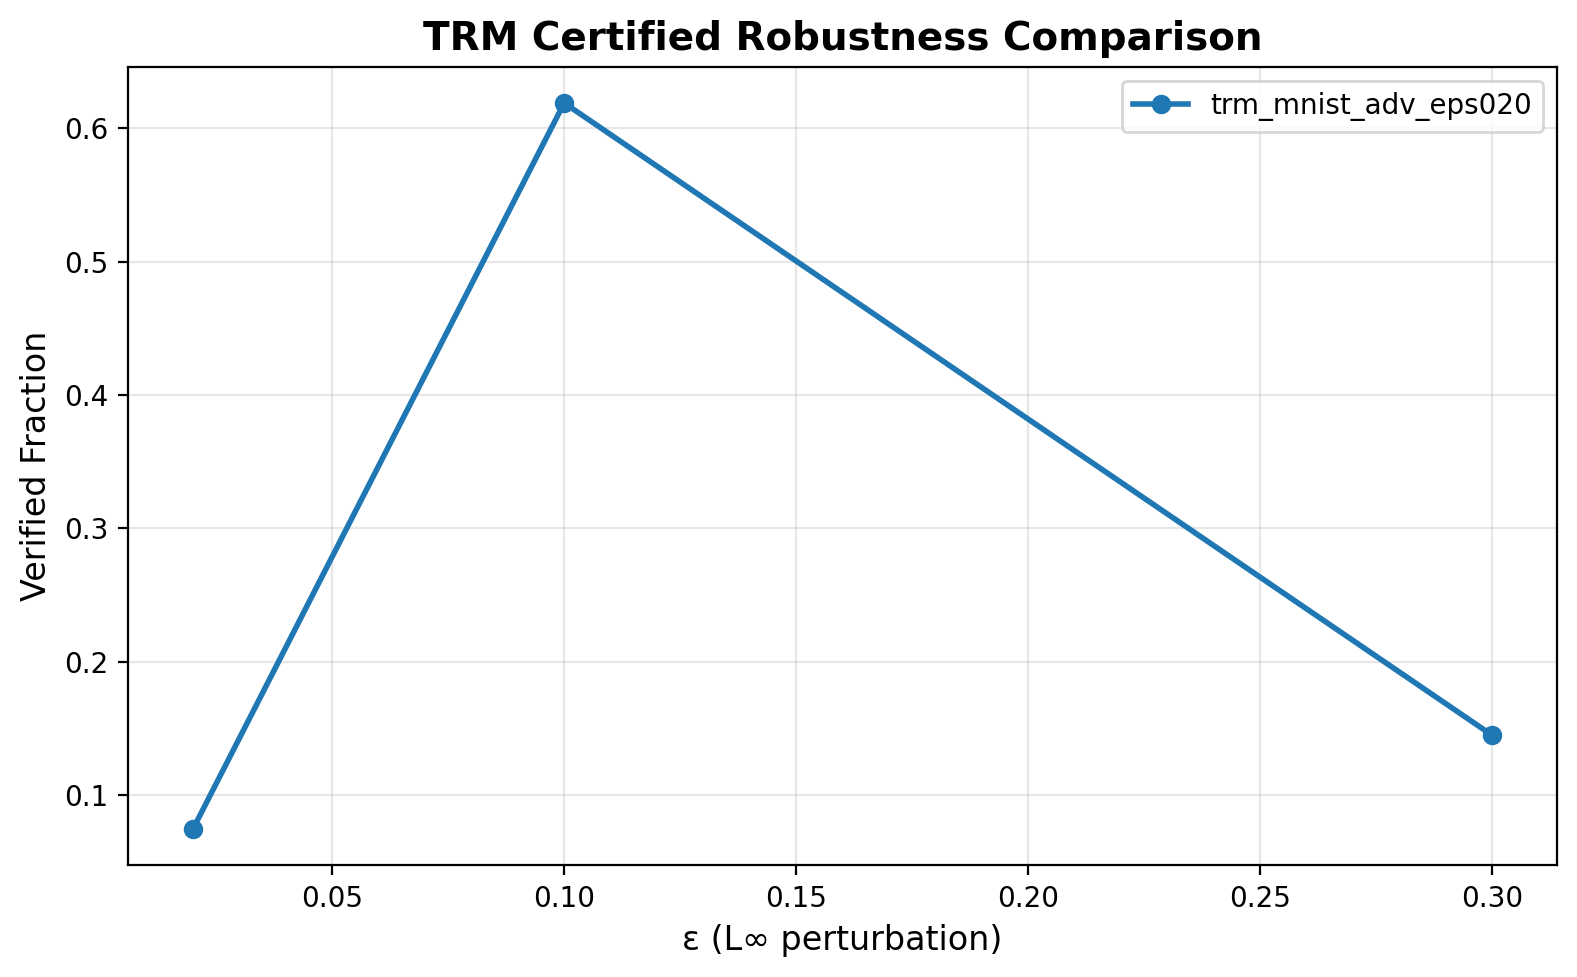 TRM Certified Robustness Comparison
trm_mnist_adv_eps020
Verified Fraction
0.6
0.5
0.4
0.3
0.2
0.1
0.05 0.10 0.15 0.20 0.25 0.30
ε (L∞ perturbation)